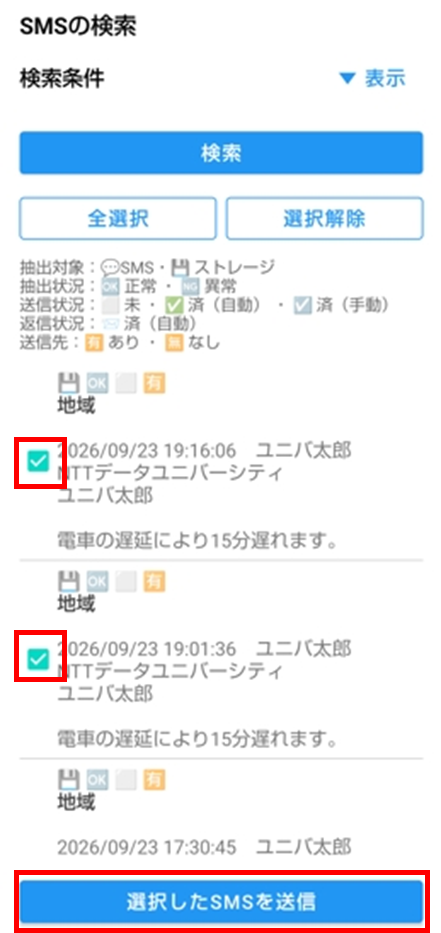 SMSの検索
検索条件 ▼ 表示
検索
全選択 選択解除
抽出対象：💬SMS・💾ストレージ
抽出状況：🆗 正常 ・ 🆖 異常
送信状況：⬜ 未 ・ ✅ 済（自動） ・ ☑️ 済（手動）
返信状況：📨 済（自動）
送信先：🈶 あり ・ 🈚 なし
💾 🆗 ⬜ 🈶
地域
2026/09/23 19:16:06　ユニバ太郎
NTTデータユニバーシティ
ユニバ太郎
電車の遅延により15分遅れます。
💾 🆗 ⬜ 🈶
地域
2026/09/23 19:01:36　ユニバ太郎
NTTデータユニバーシティ
ユニバ太郎
電車の遅延により15分遅れます。
💾 🆗 ⬜ 🈶
地域
2026/09/23 17:30:45　ユニバ太郎
選択したSMSを送信